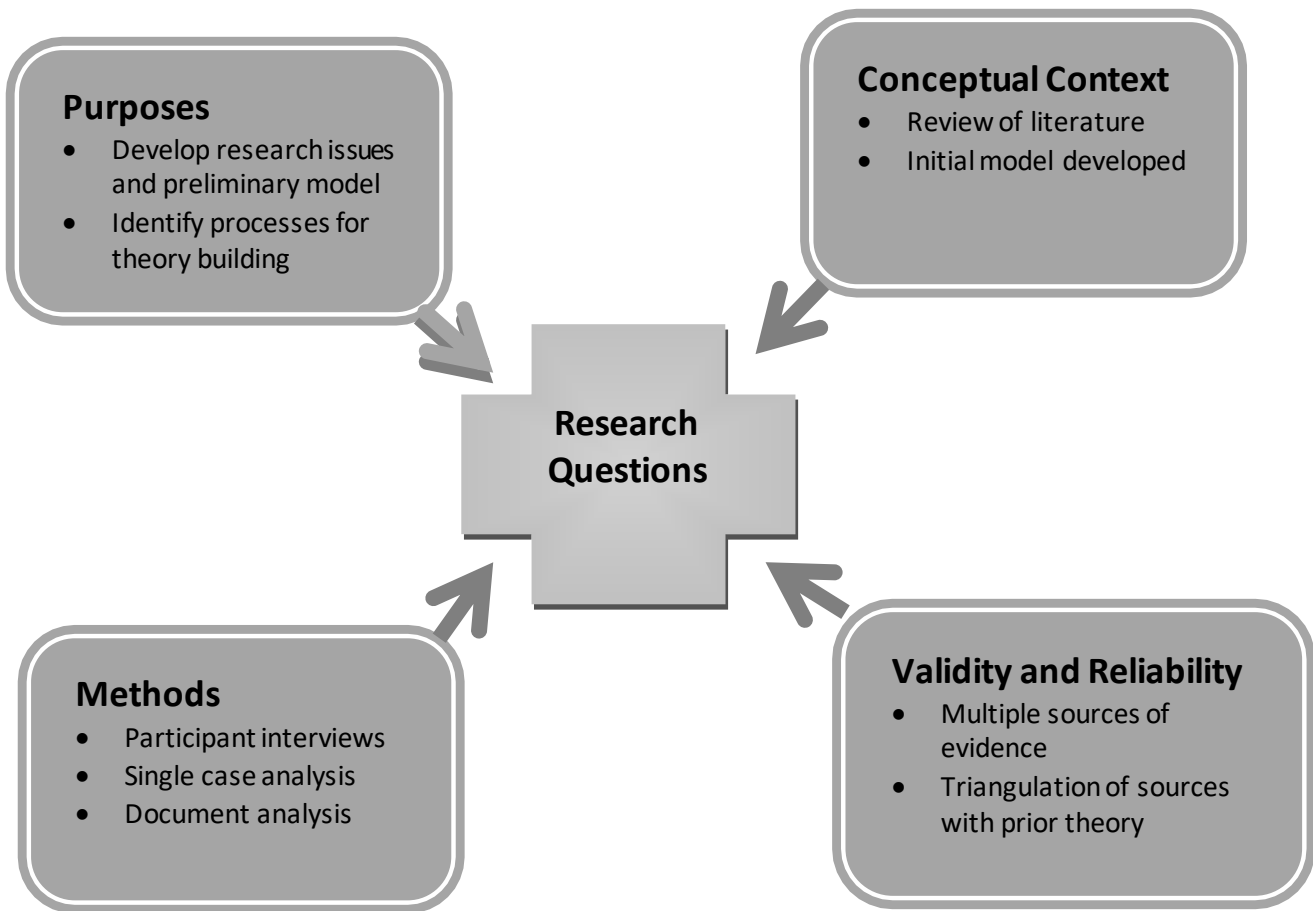 Purposes
• Develop research issues
and preliminary model
• Identify processes for
theory building
Conceptual Context
• Review of literature
• Initial model developed
Research
Questions
Methods
• Participant interviews
• Single case analysis
• Document analysis
Validity and Reliability
• Multiple sources of
evidence
• Triangulation of sources
with prior theory